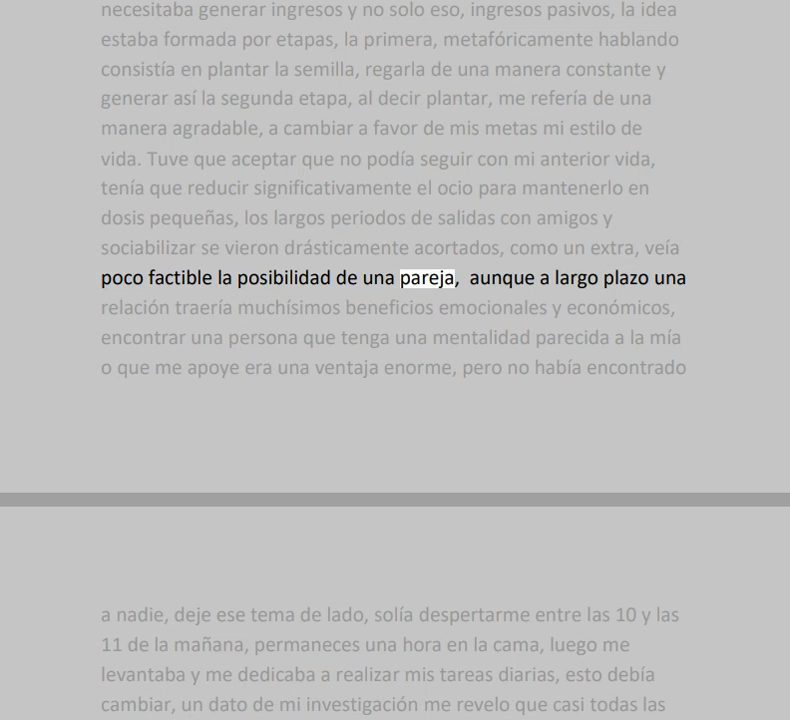 necesitaba generar ingresos y no solo eso, ingresos pasivos, la idea
estaba formada por etapas, la primera, metafóricamente hablando
consistía en plantar la semilla, regarla de una manera constante y
generar así la segunda etapa, al decir plantar, me refería de una
manera agradable, a cambiar a favor de mis metas mi estilo de
vida. Tuve que aceptar que no podía seguir con mi anterior vida,
tenía que reducir significativamente el ocio para mantenerlo en
dosis pequeñas, los largos periodos de salidas con amigos y
sociabilizar se vieron drásticamente acortados, como un extra, veía
poco factible la posibilidad de una pareja,  aunque a largo plazo una
relación traería muchísimos beneficios emocionales y económicos,
encontrar una persona que tenga una mentalidad parecida a la mía
o que me apoye era una ventaja enorme, pero no había encontrado
a nadie, deje ese tema de lado, solía despertarme entre las 10 y las
11 de la mañana, permaneces una hora en la cama, luego me
levantaba y me dedicaba a realizar mis tareas diarias, esto debía
cambiar, un dato de mi investigación me revelo que casi todas las